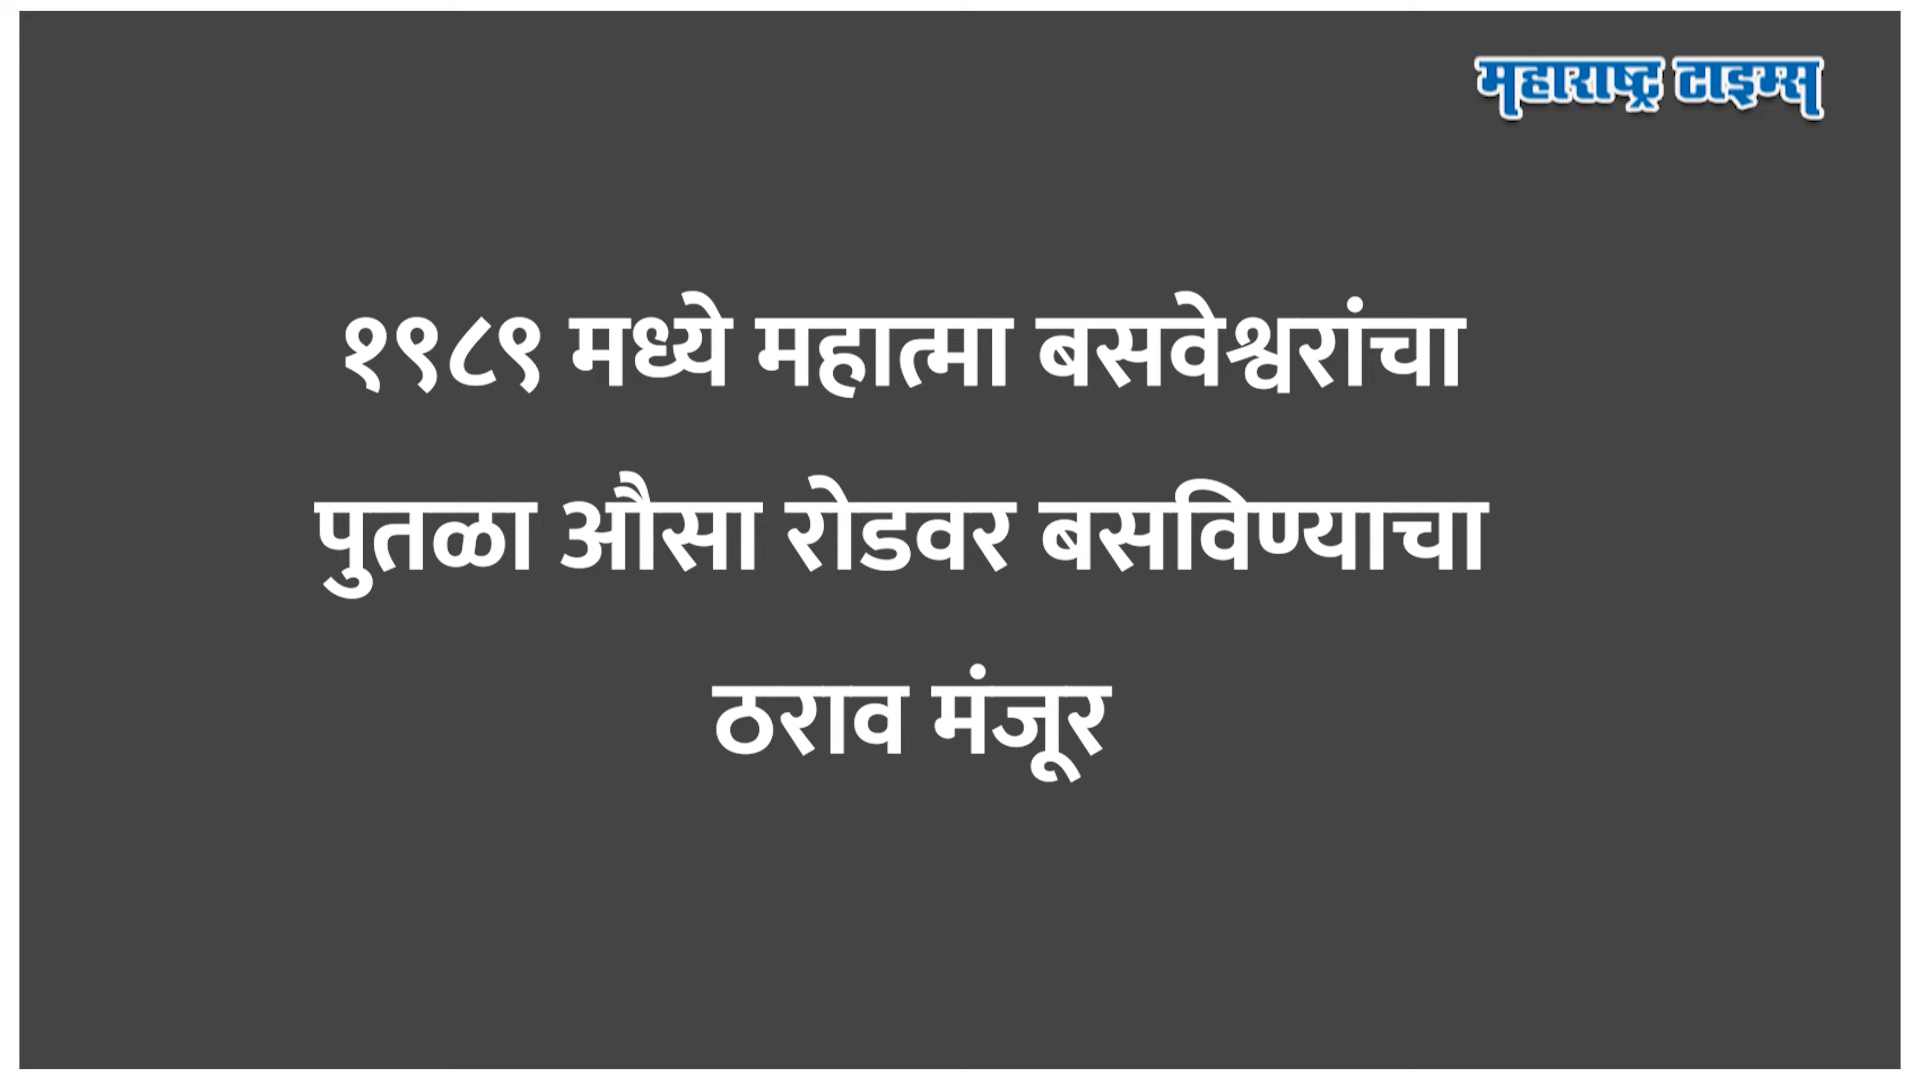 महाराष्ट्र टाइम्स
१९८९ मध्ये महात्मा बसवेश्वरांचा
पुतळा औसा रोडवर बसविण्याचा
ठराव मंजूर